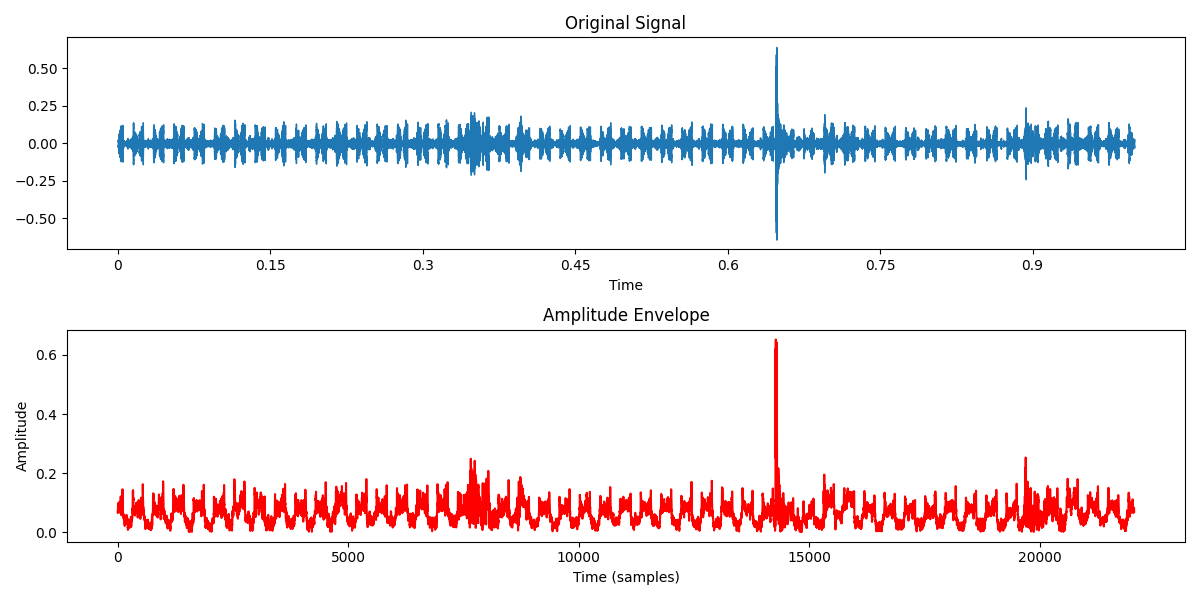 Original Signal
0.50
0.25
0.00
−0.25
−0.50
0 0.15 0.3 0.45 0.6 0.75 0.9
Time
Amplitude Envelope
Amplitude
0.6
0.4
0.2
0.0
0 5000 10000 15000 20000
Time (samples)